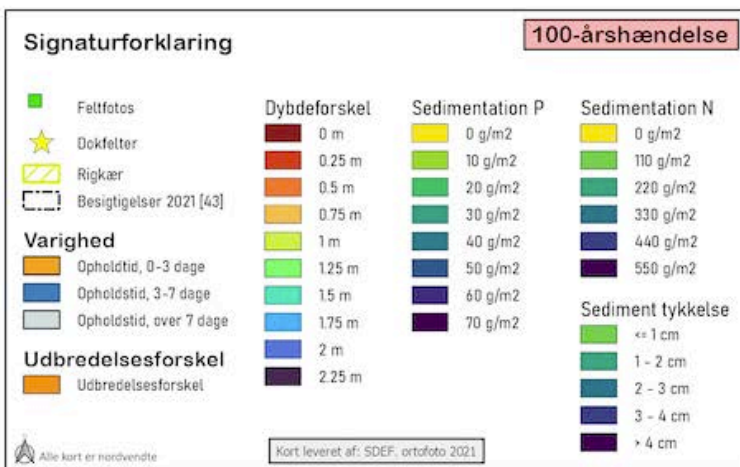 Signaturforklaring
100-årshændelse
Feltfotos
Dokfelter
Rigkær
Besigtigelser 2021 [43]
Varighed
Opholdtid, 0-3 dage
Opholdstid, 3-7 dage
Opholdstid, over 7 dage
Udbredelsesforskel
Udbredelsesforskel
Dybdeforskel
0 m
0.25 m
0.5 m
0.75 m
1 m
1.25 m
1.5 m
1.75 m
2 m
2.25 m
Sedimentation P
0 g/m2
10 g/m2
20 g/m2
30 g/m2
40 g/m2
50 g/m2
60 g/m2
70 g/m2
Sedimentation N
0 g/m2
110 g/m2
220 g/m2
330 g/m2
440 g/m2
550 g/m2
Sediment tykkelse
<= 1 cm
1 - 2 cm
2 - 3 cm
3 - 4 cm
> 4 cm
Alle kort er nordvendte
Kort leveret af: SDEF, ortofoto 2021